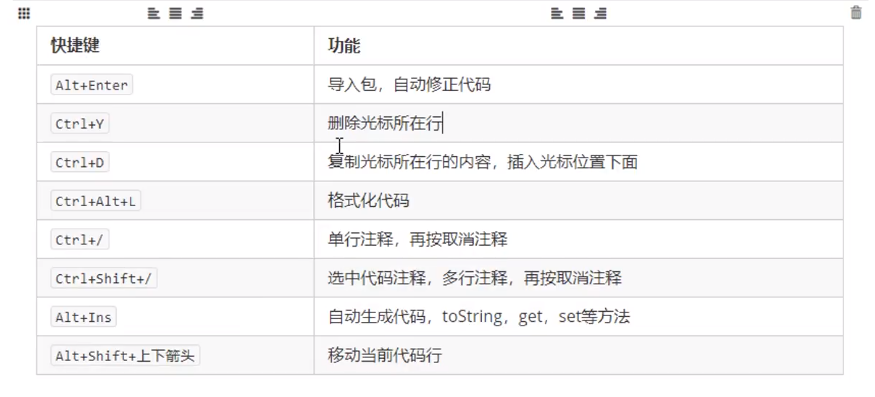 快捷键 功能
Alt+Enter 导入包，自动修正代码
Ctrl+Y 删除光标所在行
Ctrl+D 复制光标所在行的内容，插入光标位置下面
Ctrl+Alt+L 格式化代码
Ctrl+/ 单行注释，再按取消注释
Ctrl+Shift+/ 选中代码注释，多行注释，再按取消注释
Alt+Ins 自动生成代码，toString，get，set等方法
Alt+Shift+上下箭头 移动当前代码行